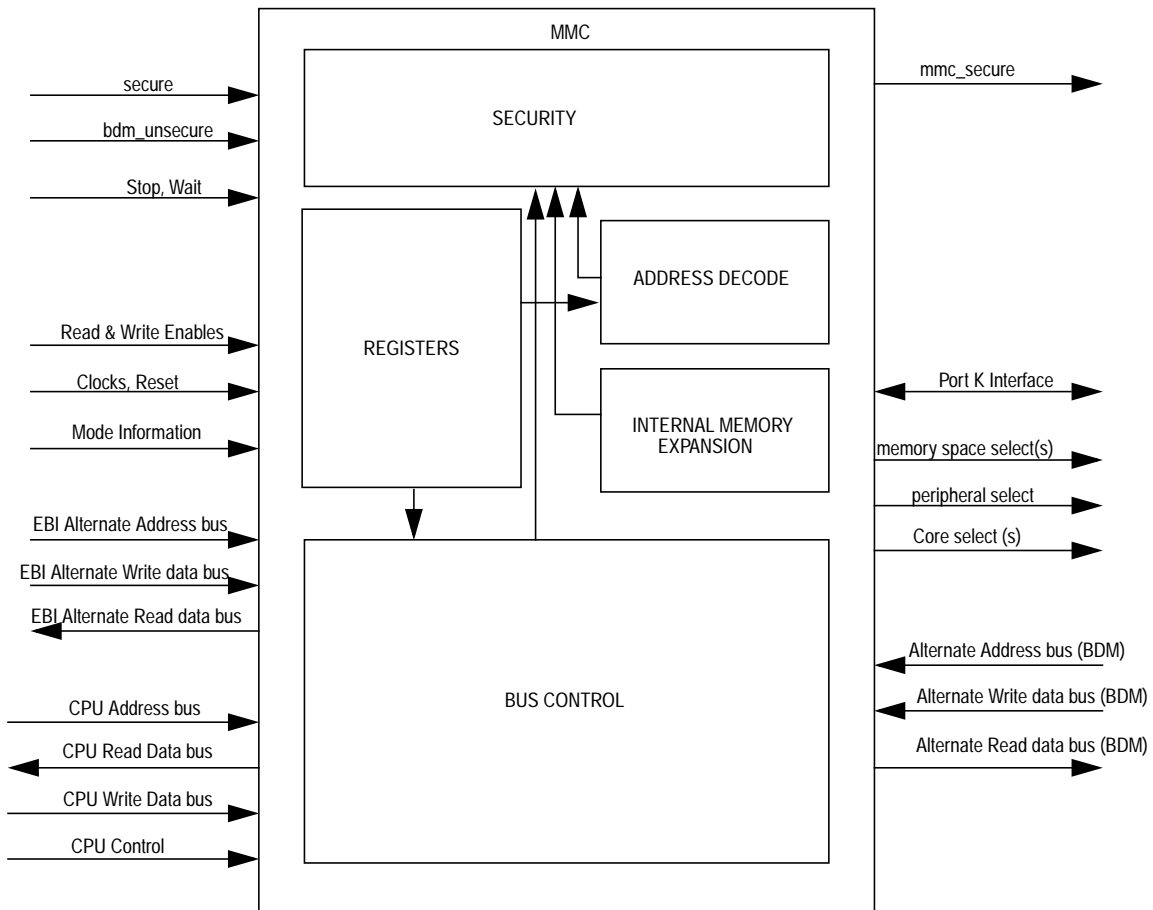 MMC
secure
bdm_unsecure
Stop, Wait
Read & Write Enables
Clocks, Reset
Mode Information
EBI Alternate Address bus
EBI Alternate Write data bus
EBI Alternate Read data bus
CPU Address bus
CPU Read Data bus
CPU Write Data bus
CPU Control
SECURITY
REGISTERS
ADDRESS DECODE
INTERNAL MEMORY
EXPANSION
BUS CONTROL
mmc_secure
Port K Interface
memory space select(s)
peripheral select
Core select (s)
Alternate Address bus (BDM)
Alternate Write data bus (BDM)
Alternate Read data bus (BDM)